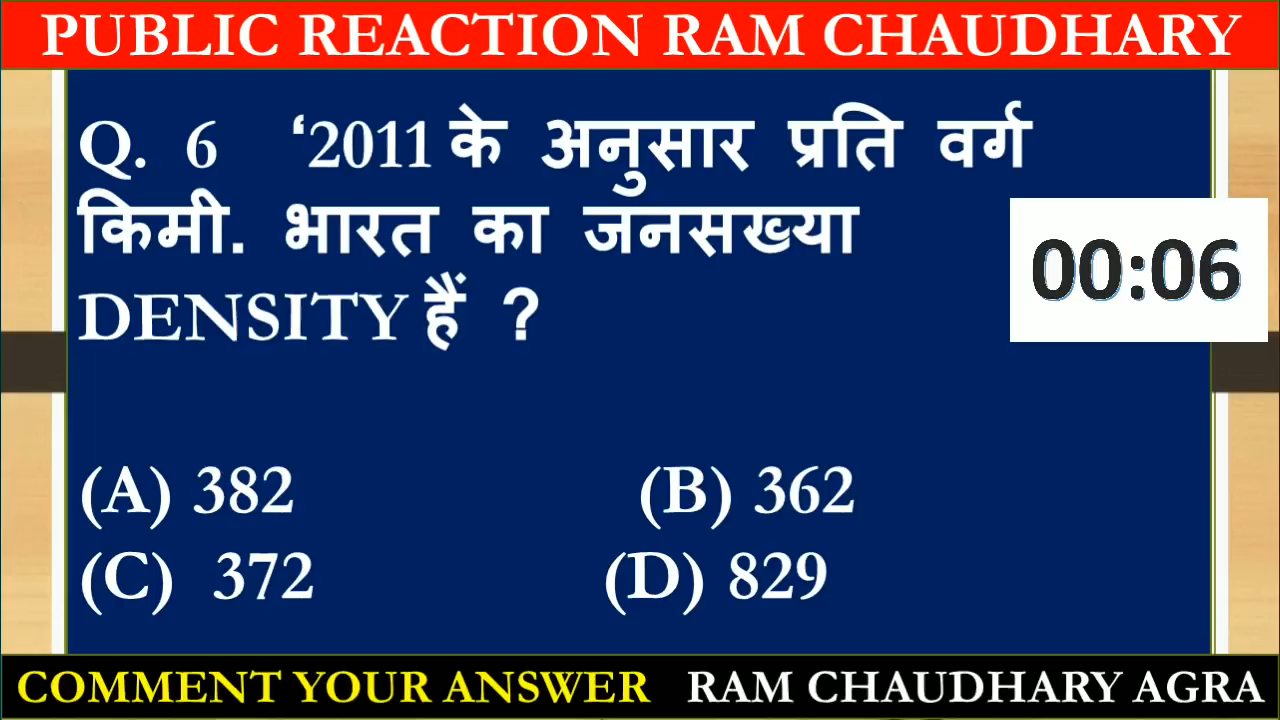 PUBLIC REACTION RAM CHAUDHARY
Q. 6 ‘2011 के अनुसार प्रति वर्ग
किमी. भारत का जनसख्या
DENSITY हैं ?
00:06
(A) 382 (B) 362
(C) 372 (D) 829
COMMENT YOUR ANSWER RAM CHAUDHARY AGRA